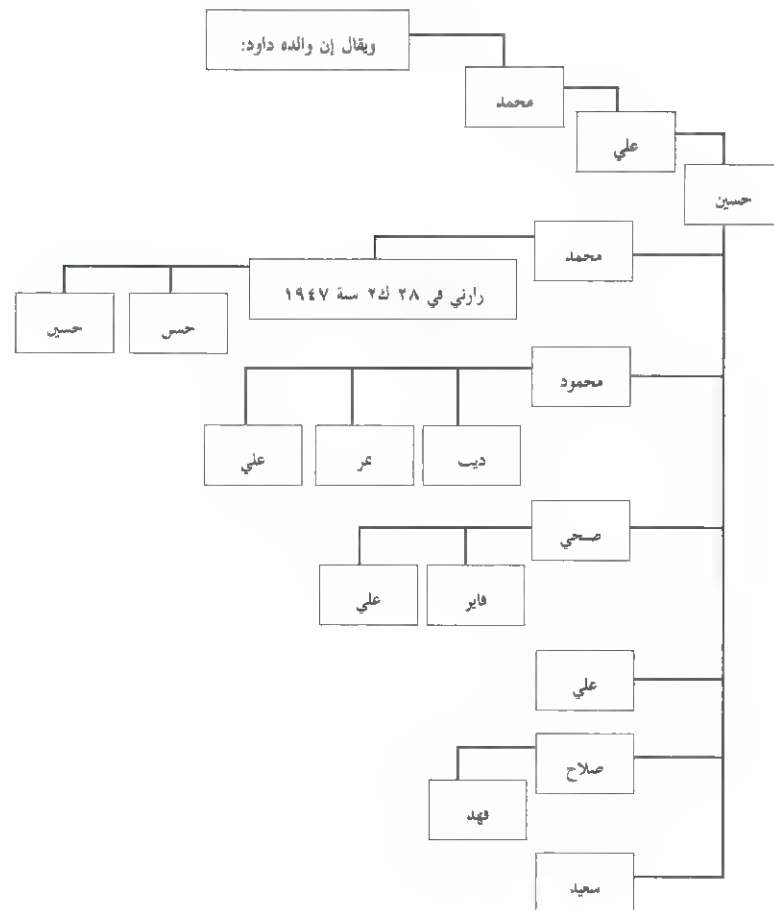 ويقال إن والده داود:
محمد
علي
حسين
محمد
رارني في ٢٨ ك٢ سنة ١٩٤٧
حسن
حسين
محمود
ديب
عمر
علي
صبحي
فايز
علي
علي
صلاح
فهد
سعيد